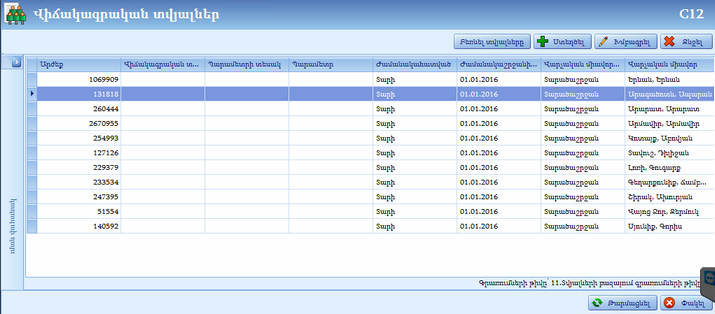 Վիճակագրական տվյալներ C12
Բեռնել տվյալները Ստեղծել Խմբագրել Ջնջել
Արժեք Վիճակագրական տ... Պարամետրի տեսակ Պարամետր Ժամանակահատված Ժամանակաշրջանի... Վարչական միավոր... Վարչական միավոր
1069909 Տարի 01.01.2016 Տարածաշրջան Երևան, Երևան
131818 Տարի 01.01.2016 Տարածաշրջան Արագածոտն, Ապարան
260444 Տարի 01.01.2016 Տարածաշրջան Արարատ, Արարատ
2670955 Տարի 01.01.2016 Տարածաշրջան Արմավիր, Արմավիր
254993 Տարի 01.01.2016 Տարածաշրջան Կոտայք, Աբովյան
127126 Տարի 01.01.2016 Տարածաշրջան Տավուշ, Դիլիջան
229379 Տարի 01.01.2016 Տարածաշրջան Լոռի, Գուգարք
233534 Տարի 01.01.2016 Տարածաշրջան Գեղարքունիք, Ճամբ...
247395 Տարի 01.01.2016 Տարածաշրջան Շիրակ, Ախուրյան
51554 Տարի 01.01.2016 Տարածաշրջան Վայոց Ձոր, Ջերմուկ
140592 Տարի 01.01.2016 Տարածաշրջան Սյունիք, Գորիս
Գրառումների թիվը՝ 11.Տվյալների բազայում գրառումների թիվը
Թարմացնել Փակել